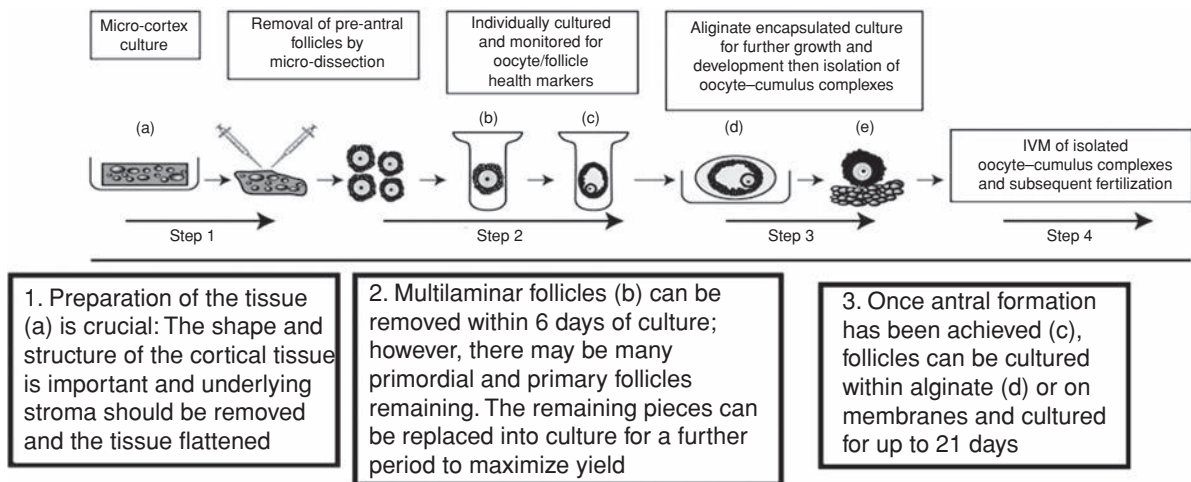 Micro-cortex
culture
Removal of pre-antral
follicles by
micro-dissection
Individually cultured
and monitored for
oocyte/follicle
health markers
Aliginate encapsulated culture
for further growth and
development then isolation of
oocyte–cumulus complexes
(a)
(b)
(c)
(d)
(e)
IVM of isolated
oocyte–cumulus complexes
and subsequent fertilization
Step 1
Step 2
Step 3
Step 4
1. Preparation of the tissue
(a) is crucial: The shape and
structure of the cortical tissue
is important and underlying
stroma should be removed
and the tissue flattened
2. Multilaminar follicles (b) can be
removed within 6 days of culture;
however, there may be many
primordial and primary follicles
remaining. The remaining pieces can
be replaced into culture for a further
period to maximize yield
3. Once antral formation
has been achieved (c),
follicles can be cultured
within alginate (d) or on
membranes and cultured
for up to 21 days